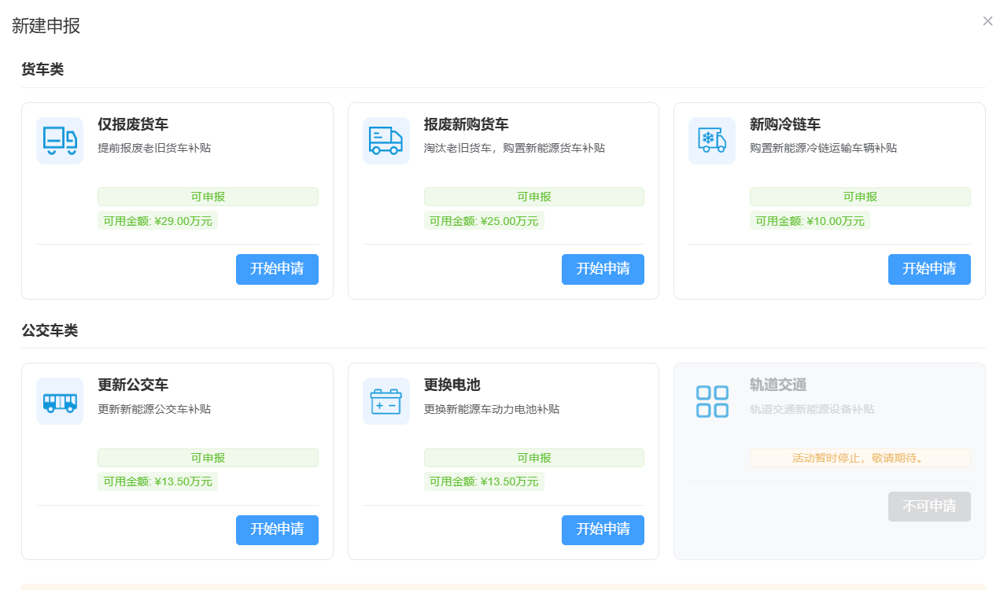 新建申报
货车类
仅报废货车
提前报废老旧货车补贴
可申报
可用金额: ¥29.00万元
开始申请
报废新购货车
淘汰老旧货车，购置新能源货车补贴
可申报
可用金额: ¥25.00万元
开始申请
新购冷链车
购置新能源冷链运输车辆补贴
可申报
可用金额: ¥10.00万元
开始申请
公交车类
更新公交车
更新新能源公交车补贴
可申报
可用金额: ¥13.50万元
开始申请
更换电池
更换新能源车动力电池补贴
可申报
可用金额: ¥13.50万元
开始申请
轨道交通
轨道交通新能源设备补贴
活动暂时停止，敬请期待。
不可申请